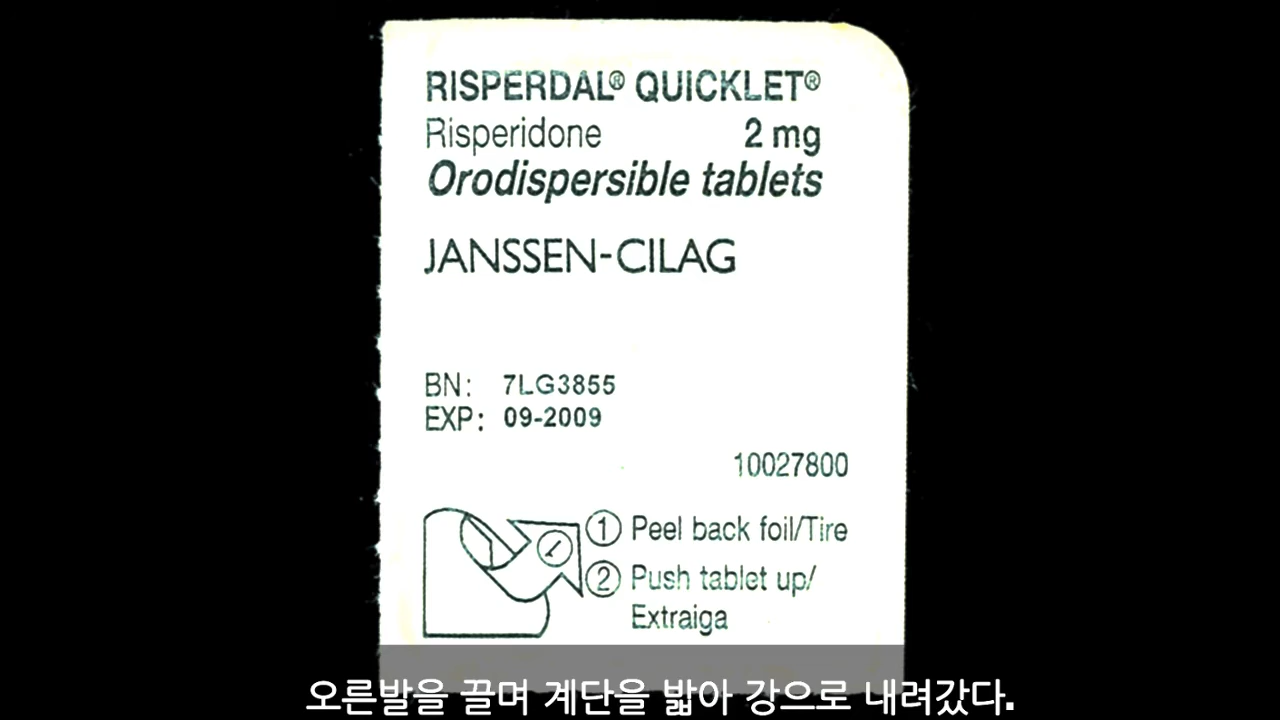 RISPERDAL® QUICKLET®
Risperidone 2 mg
Orodispersible tablets
JANSSEN-CILAG
BN: 7LG3855
EXP: 09-2009
10027800
① Peel back foil/Tire
② Push tablet up/
Extraiga
오른발을 끌며 계단을 밟아 강으로 내려갔다.